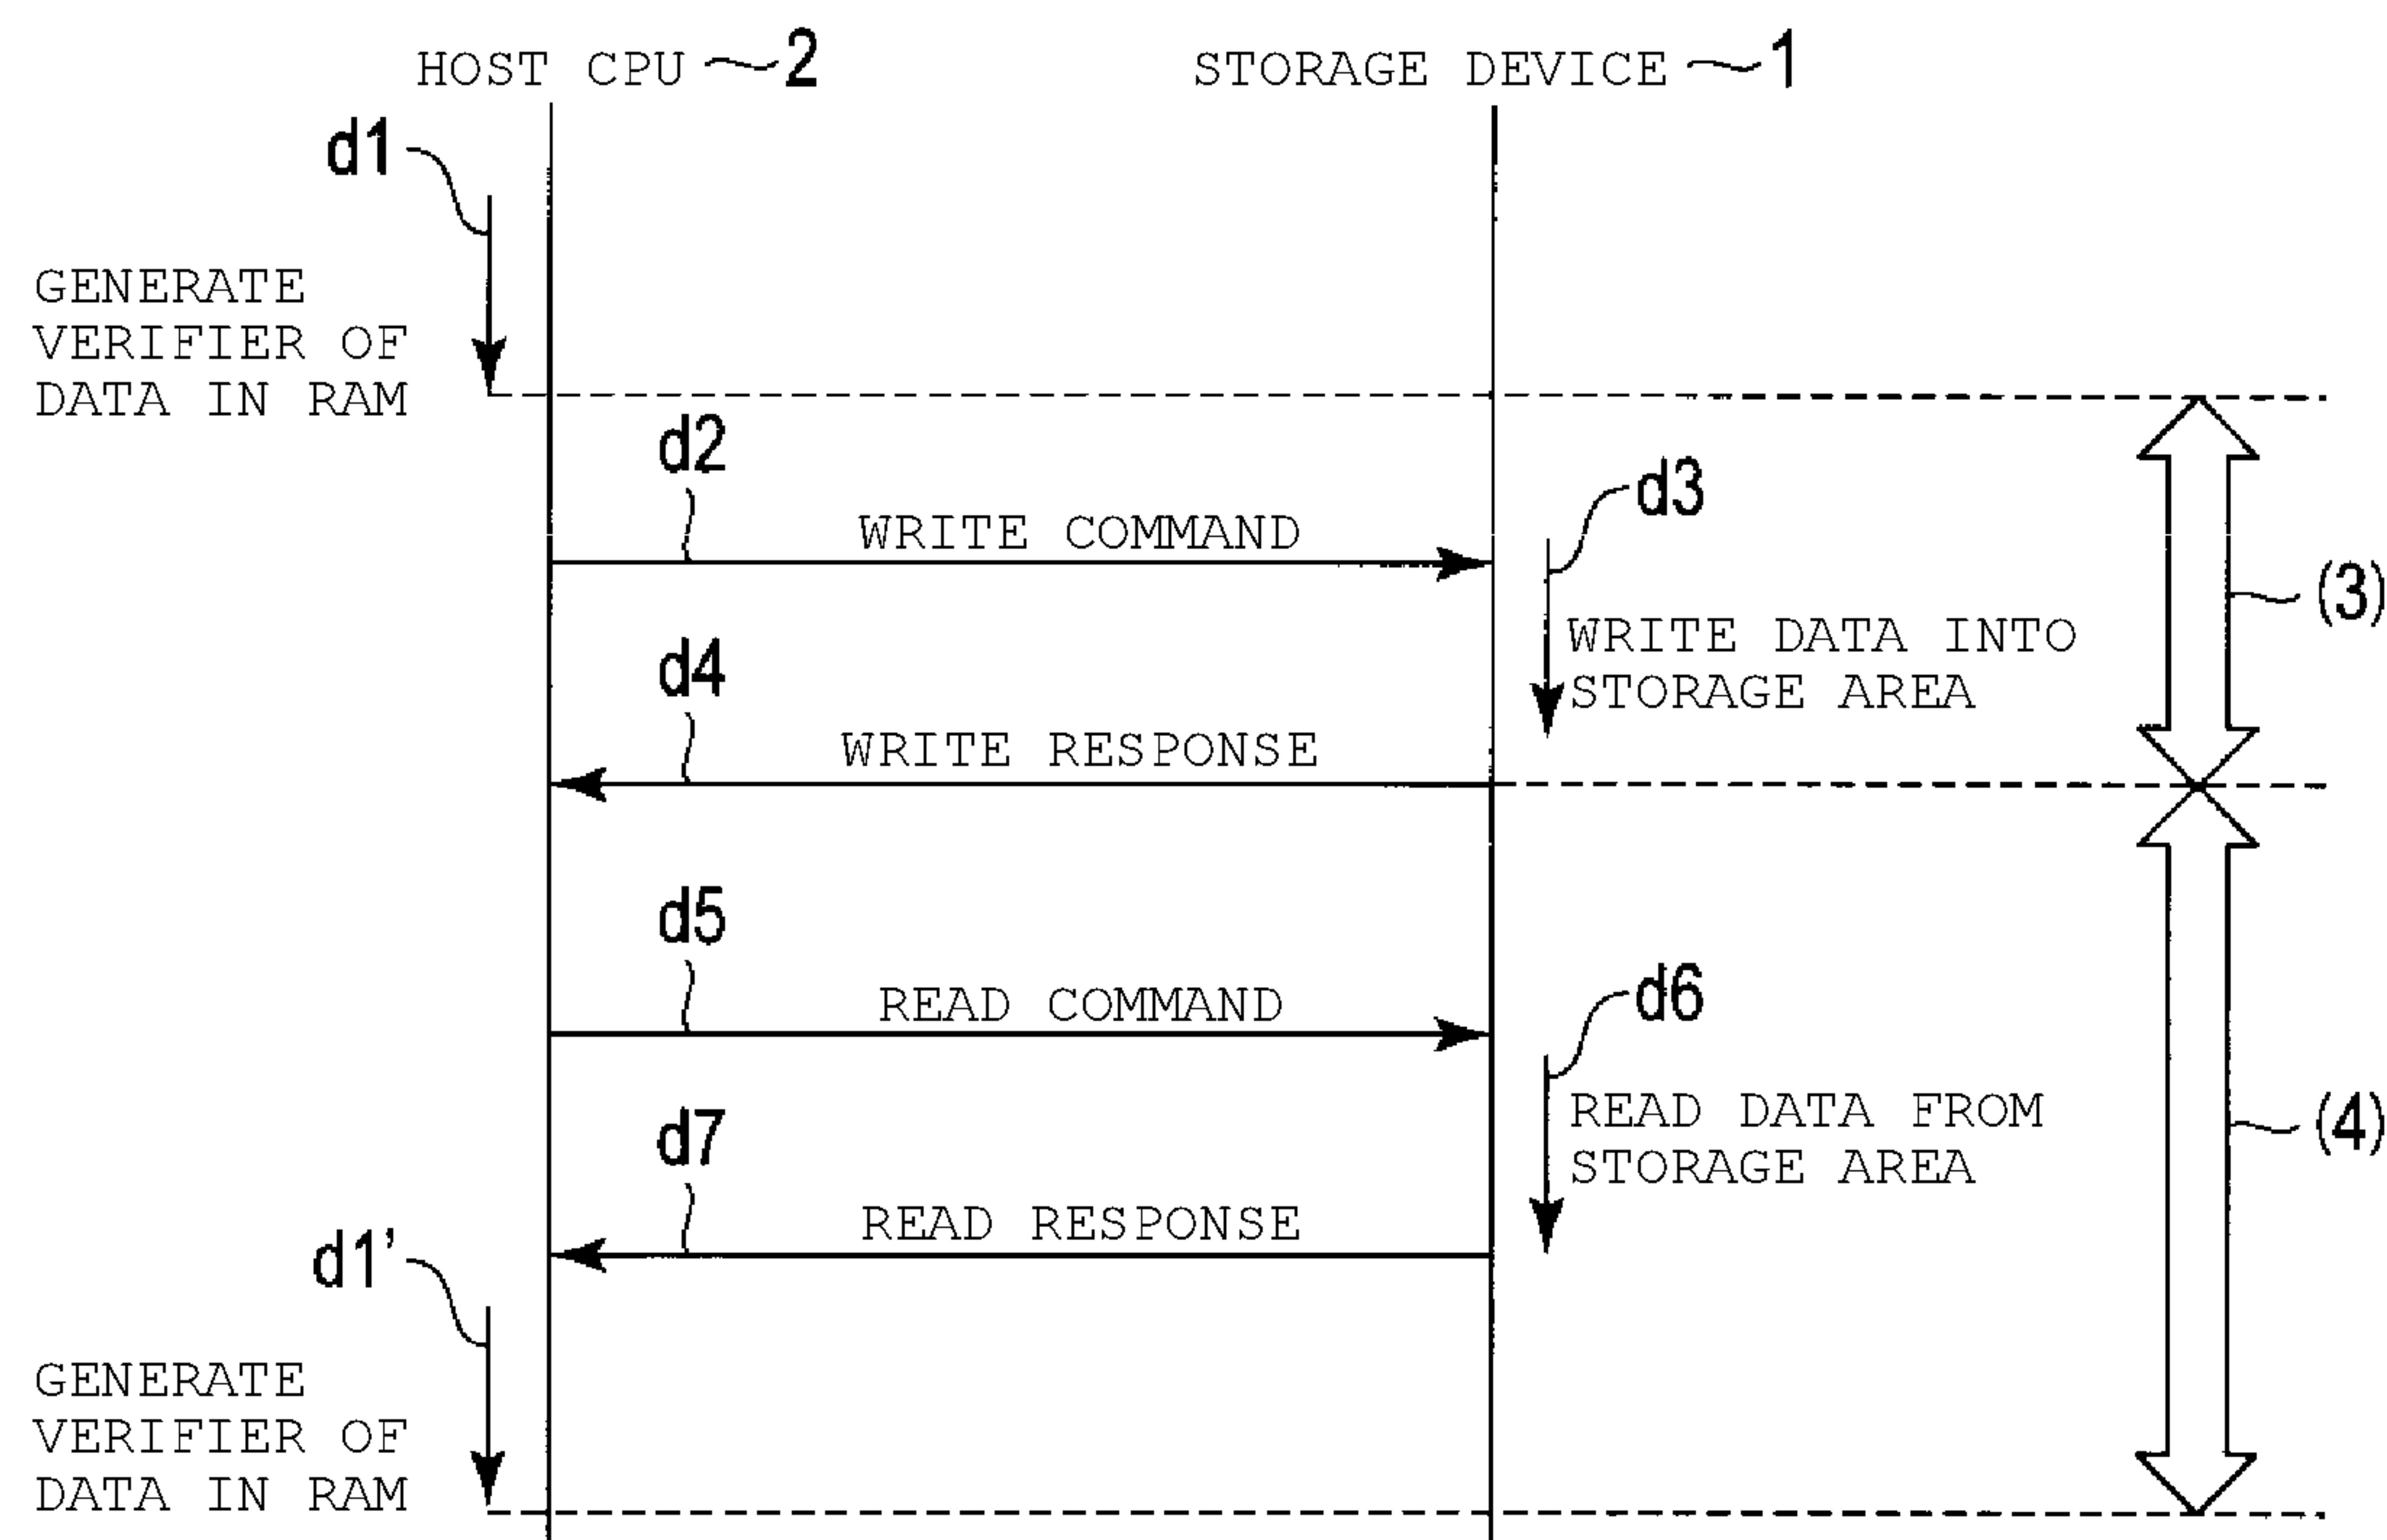 HOST CPU 2
STORAGE DEVICE 1
d1
GENERATE
VERIFIER OF
DATA IN RAM
d2
WRITE COMMAND
d3
WRITE DATA INTO
STORAGE AREA
(3)
d4
WRITE RESPONSE
d5
READ COMMAND
d6
READ DATA FROM
STORAGE AREA
(4)
d7
READ RESPONSE
d1’
GENERATE
VERIFIER OF
DATA IN RAM